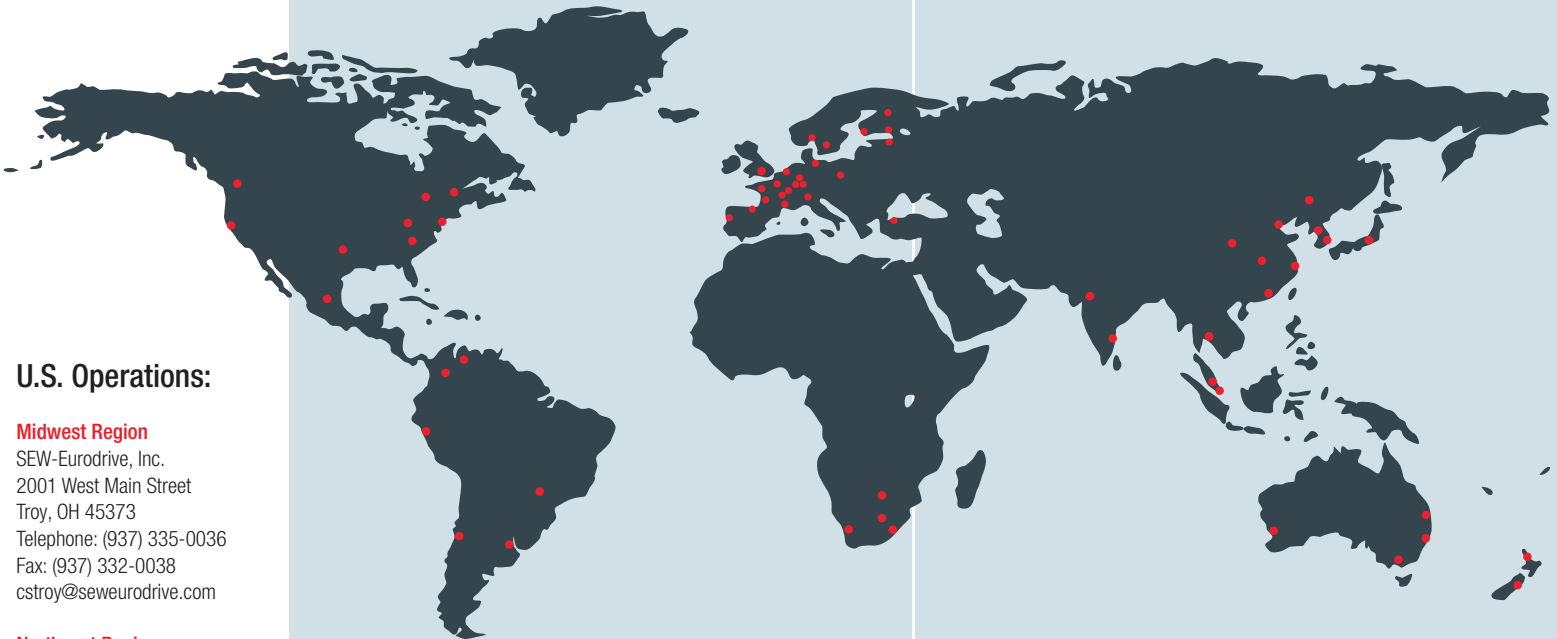 U.S. Operations:
Midwest Region
SEW-Eurodrive, Inc.
2001 West Main Street
Troy, OH 45373
Telephone: (937) 335-0036
Fax: (937) 332-0038
cstroy@seweurodrive.com